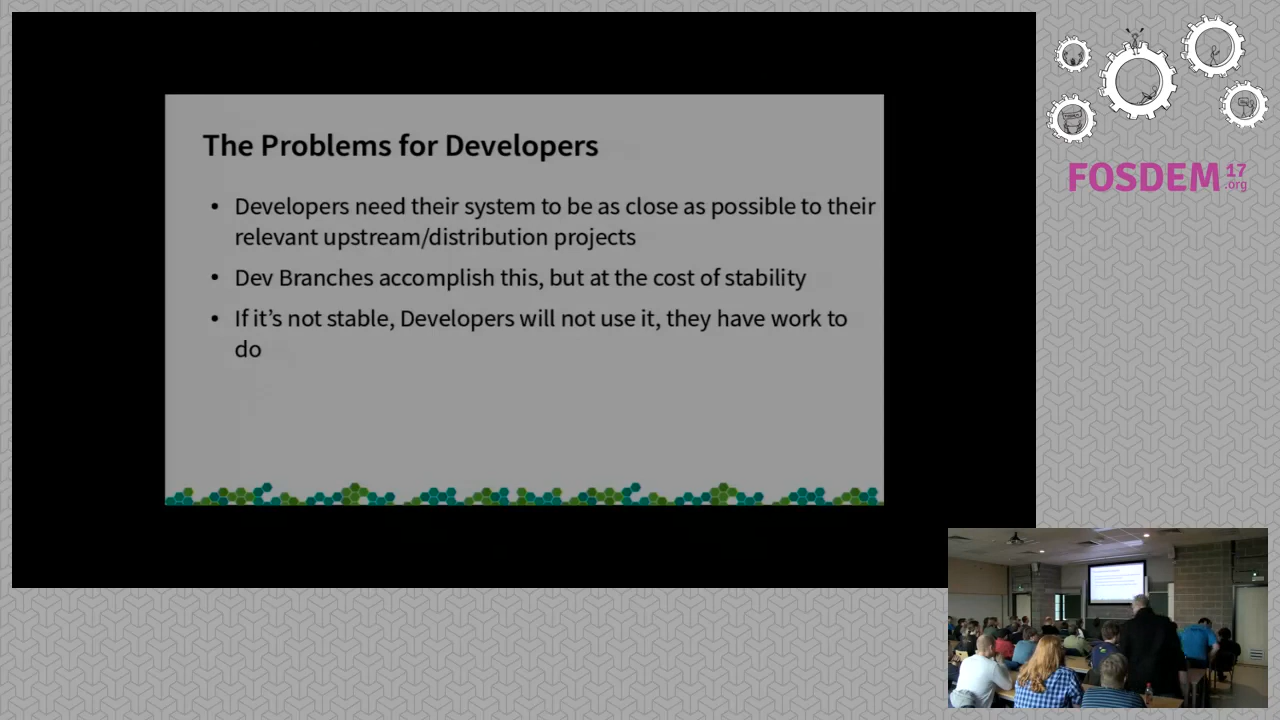 The Problems for Developers
• Developers need their system to be as close as possible to their
relevant upstream/distribution projects
• Dev Branches accomplish this, but at the cost of stability
• If it’s not stable, Developers will not use it, they have work to
do
FOSDEM 17
.org